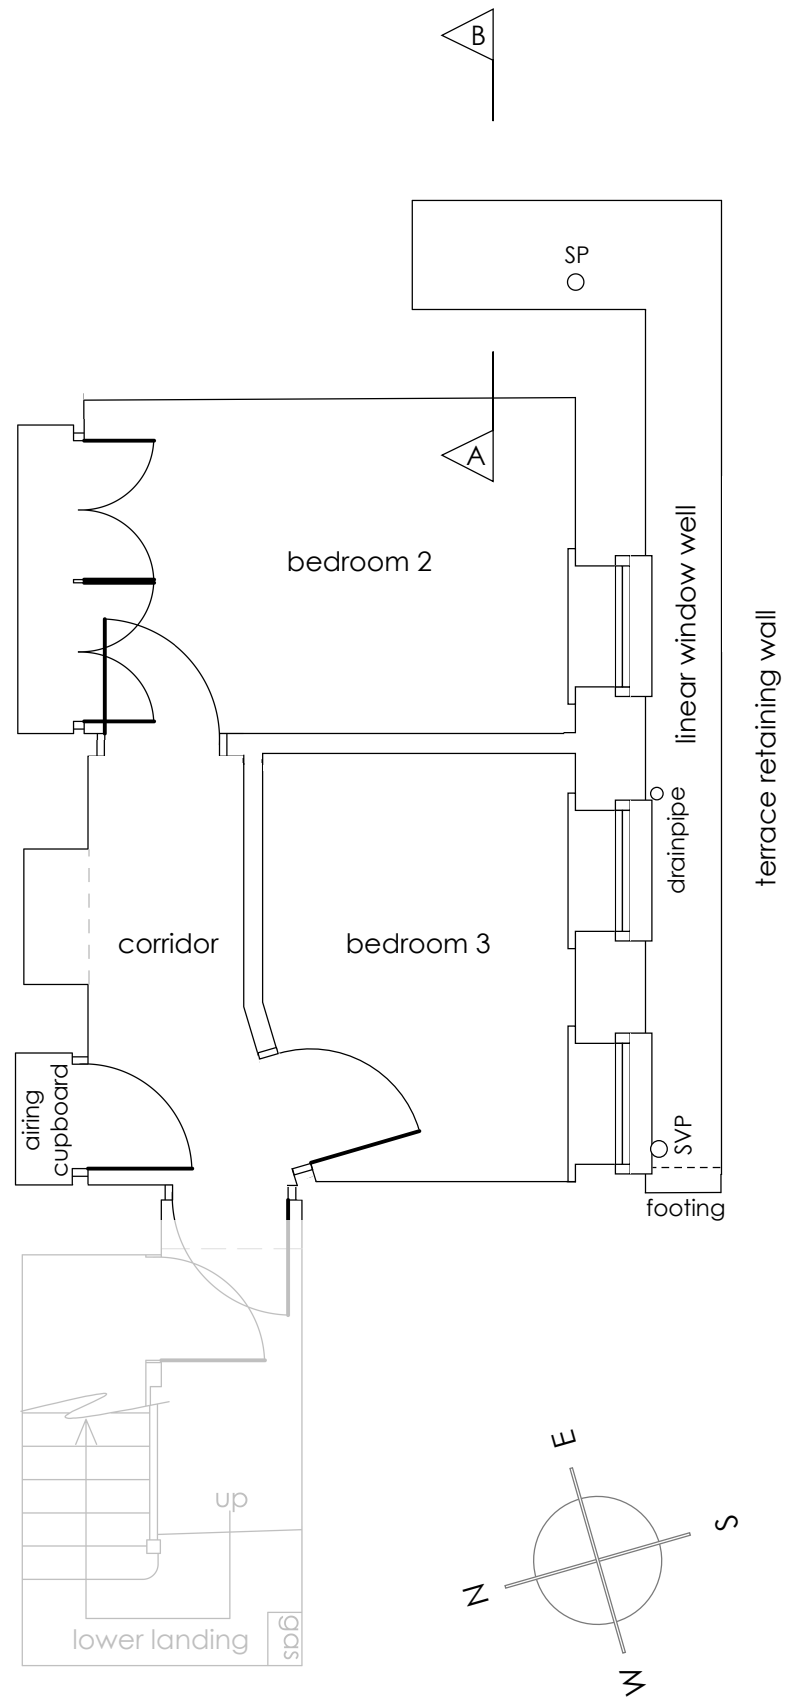 B
SP
A
bedroom 2
linear window well
terrace retaining wall
drainpipe
corridor
bedroom 3
airing
cupboard
SVP
footing
E
up
S
N
gas
lower landing
W